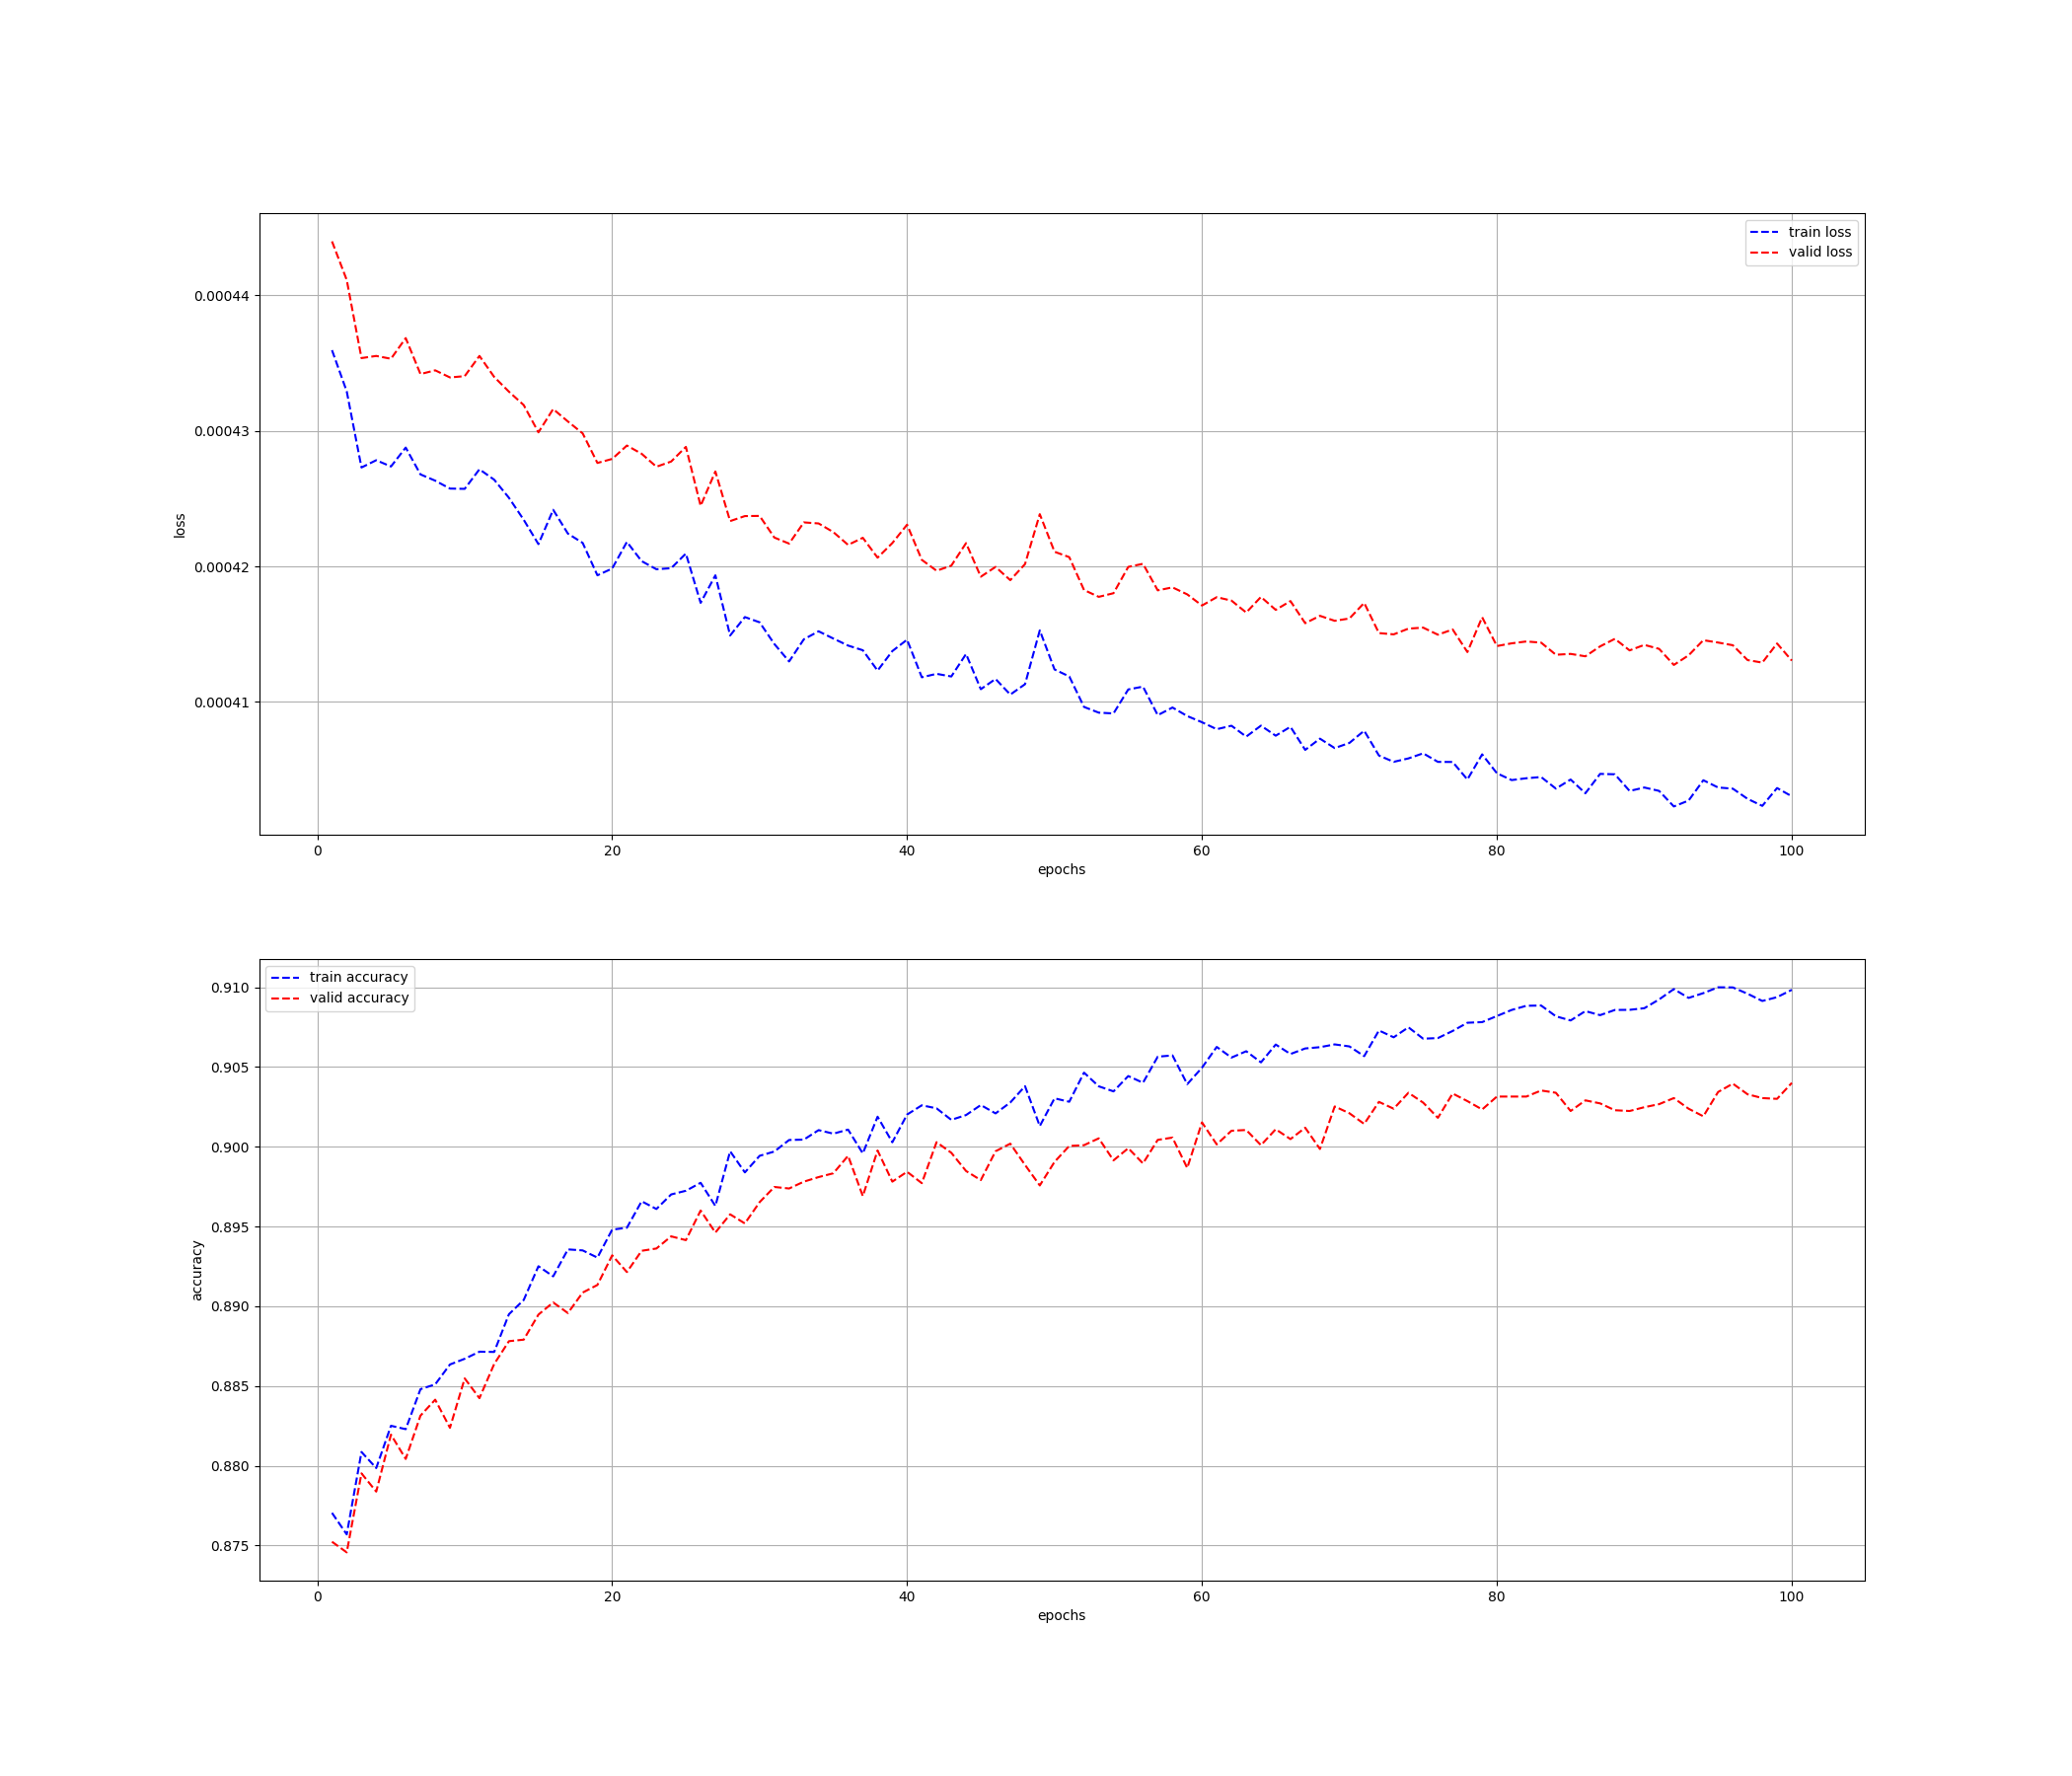 train loss
valid loss
0.00044
0.00043
0.00042
0.00041
loss
0 20 40 60 80 100
epochs
train accuracy
valid accuracy
0.910
0.905
0.900
0.895
0.890
0.885
0.880
0.875
accuracy
0 20 40 60 80 100
epochs